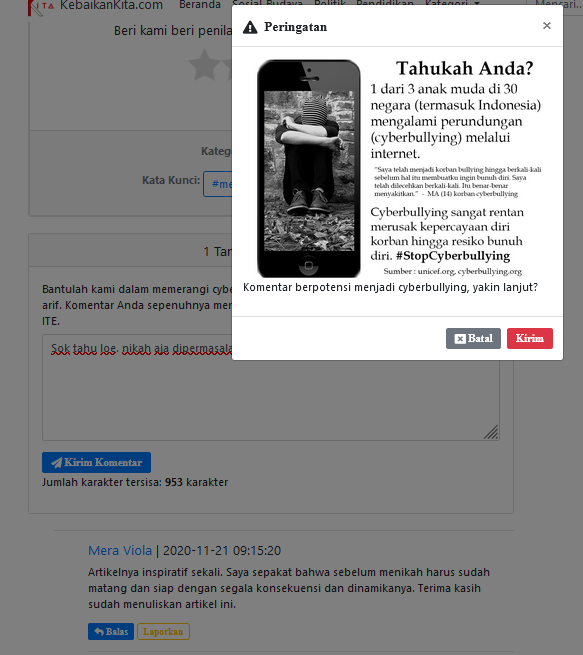 KebaikanKita.com Beranda Sosial Budaya Politik Pendidikan Kategori Mencari..
Beri kami beri penila
Katego
Kata Kunci: #me
Peringatan ×
Tahukah Anda?
1 dari 3 anak muda di 30
negara (termasuk Indonesia)
mengalami perundungan
(cyberbullying) melalui
internet.
"Saya telah menjadi korban bullying hingga berkali-kali
sebelum hal itu membuatku ingin bunuh diri. Saya
telah dilecehkan berkali-kali. Itu benar-benar
menyakitkan." - MA (14) korban cyberbullying
Cyberbullying sangat rentan
merusak kepercayaan diri
korban hingga resiko bunuh
diri. #StopCyberbullying
Sumber : unicef.org, cyberbullying.org
Komentar berpotensi menjadi cyberbullying, yakin lanjut?
Batal Kirim
1 Tan
Bantulah kami dalam memerangi cybe
arif. Komentar Anda sepenuhnya mer
ITE.
Sok tahu loe. nikah aja dipermasala
Kirim Komentar
Jumlah karakter tersisa: 953 karakter
Mera Viola | 2020-11-21 09:15:20
Artikelnya inspiratif sekali. Saya sepakat bahwa sebelum menikah harus sudah
matang dan siap dengan segala konsekuensi dan dinamikanya. Terima kasih
sudah menuliskan artikel ini.
Balas Laporkan